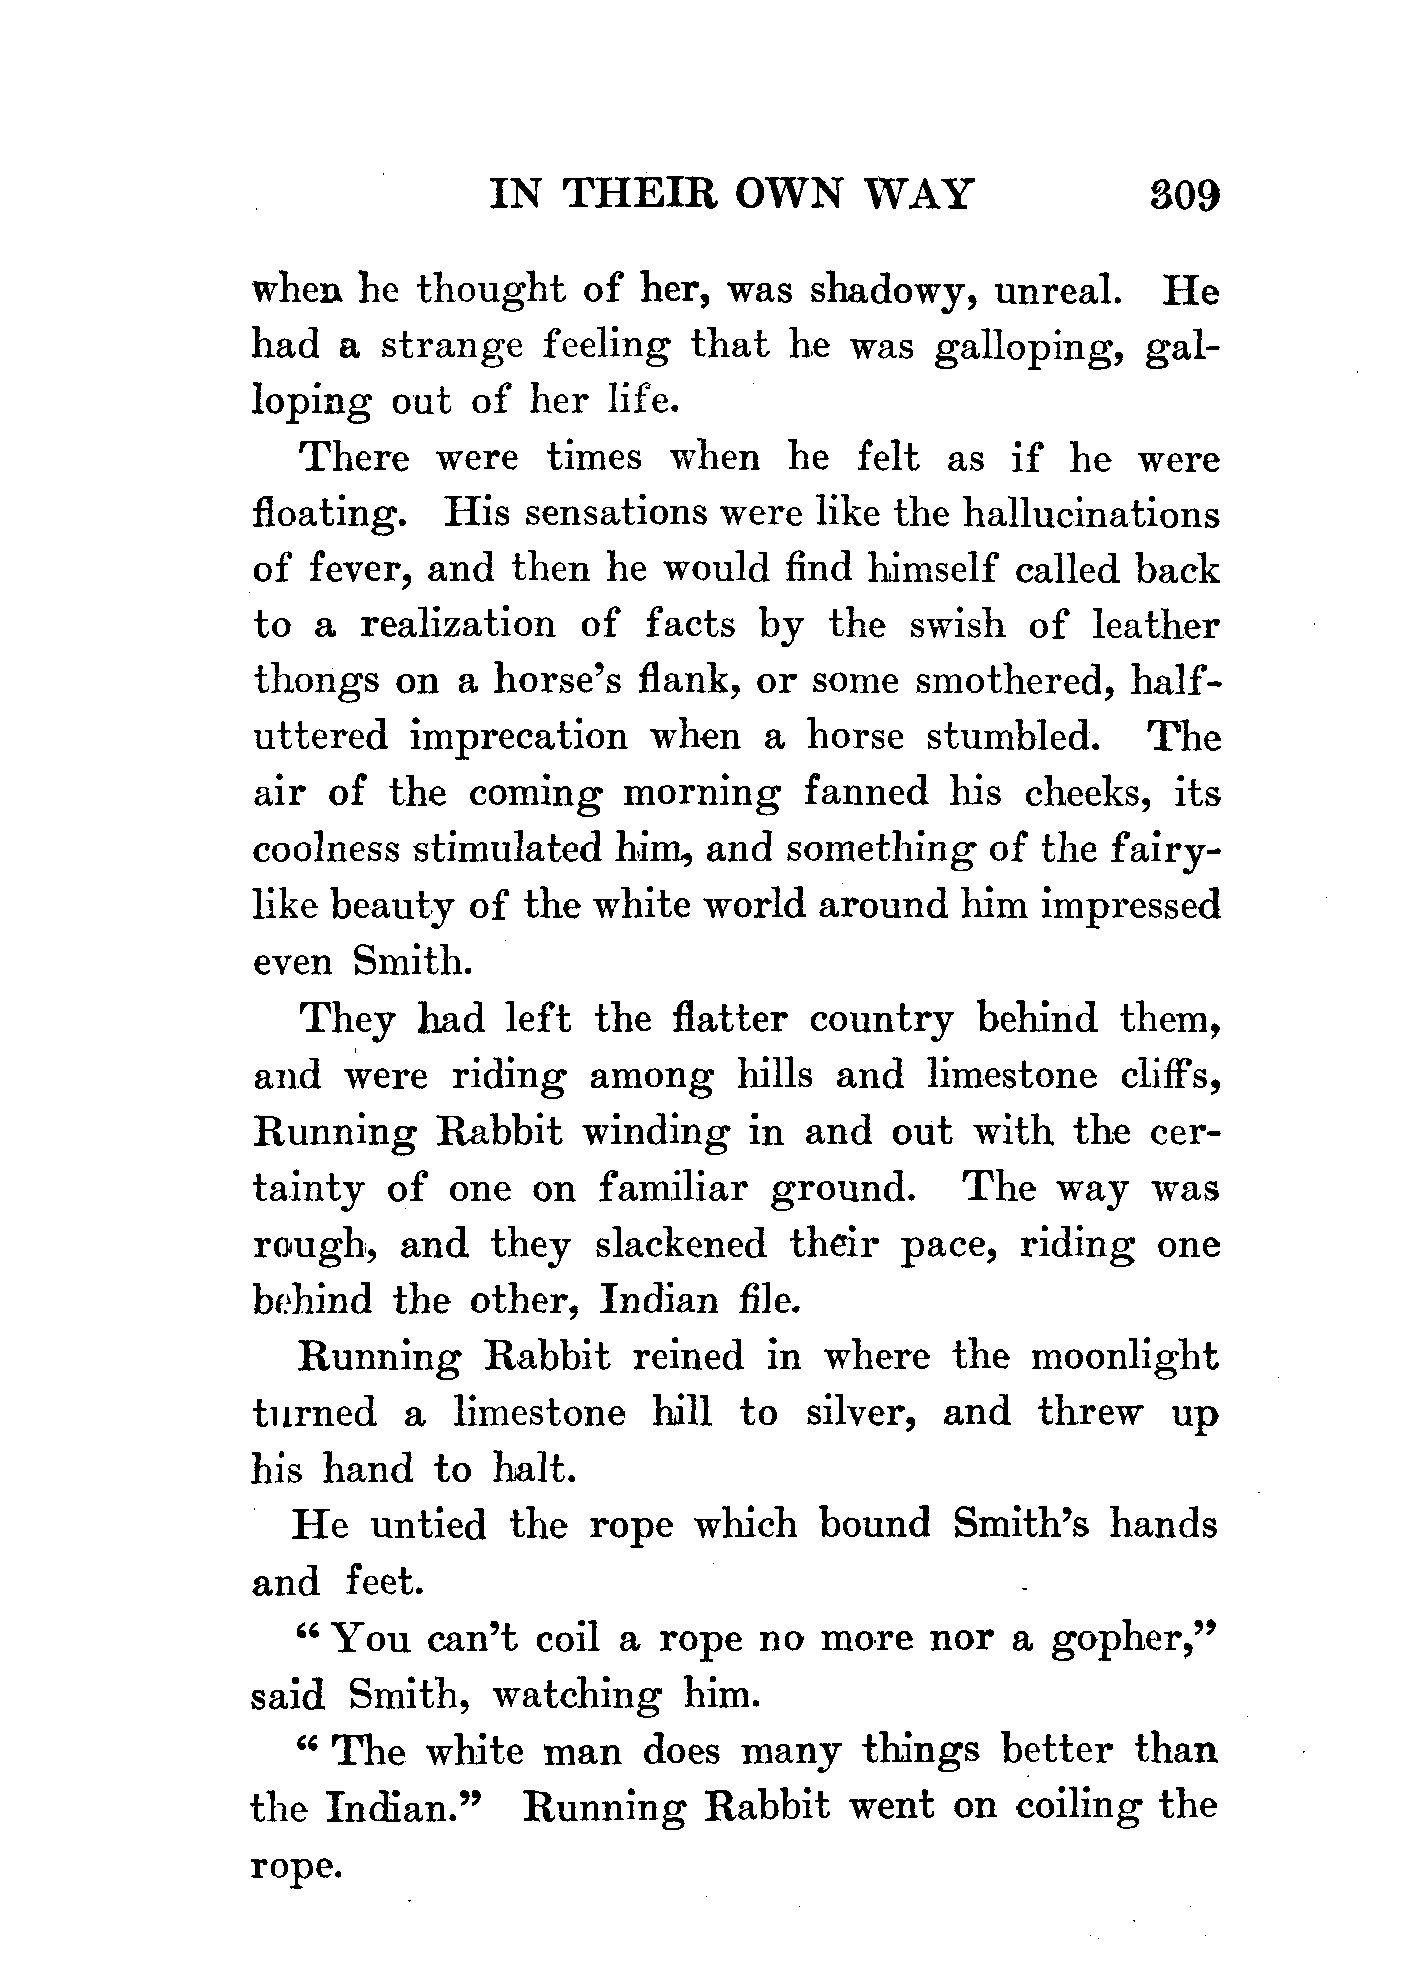 IN THEIR OWN WAY 309
when he thought of her, was shadowy, unreal. He
had a strange feeling that he was galloping, gal-
loping out of her life.
There were times when he felt as if he were
floating. His sensations were like the hallucinations
of fever, and then he would find himself called back
to a realization of facts by the swish of leather
thongs on a horse's flank, or some smothered, half-
uttered imprecation when a horse stumbled. The
air of the coming morning fanned his cheeks, its
coolness stimulated him, and something of the fairy-
like beauty of the white world around him impressed
even Smith.
They had left the flatter country behind them,
and were riding among hills and limestone cliffs,
Running Rabbit winding in and out with the cer-
tainty of one on familiar ground. The way was
rough, and they slackened their pace, riding one
behind the other, Indian file.
Running Rabbit reined in where the moonlight
turned a limestone hill to silver, and threw up
his hand to halt.
He untied the rope which bound Smith's hands
and feet.
"You can't coil a rope no more nor a gopher,"
said Smith, watching him.
"The white man does many things better than
the Indian." Running Rabbit went on coiling the
rope.